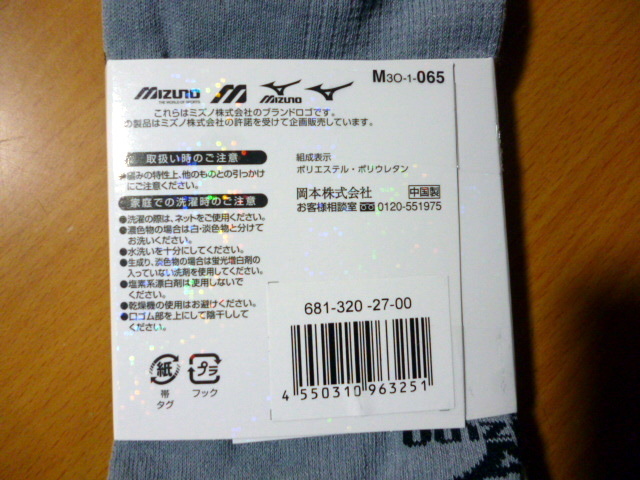 MIZUNO
THE WORLD OF SPORTS
MIZUNO
M3O-1-065
これらはミズノ株式会社のブランドロゴです。
の製品はミズノ株式会社の許諾を受けて企画販売しています。
取扱い時のご注意
編みの特性上、他のものとの引っかけ
にご注意ください。
家庭での洗濯時のご注意
●洗濯の際は、ネットをご使用ください。
●濃色物の場合は白・淡色物と分けて
お洗いください。
●水洗いを十分にしてください。
●生成り、淡色物の場合は蛍光増白剤の
入っていない洗剤を使用してください。
●塩素系漂白剤は使用しないで
ください。
●乾燥機の使用はお避けください。
●口ゴム部を上にして陰干ししてください。
組成表示
ポリエステル・ポリウレタン
岡本株式会社 中国製
お客様相談室 0120-551975
681-320 -27-00
4 550310 963251
紙
帯
タグ
プラ
フック